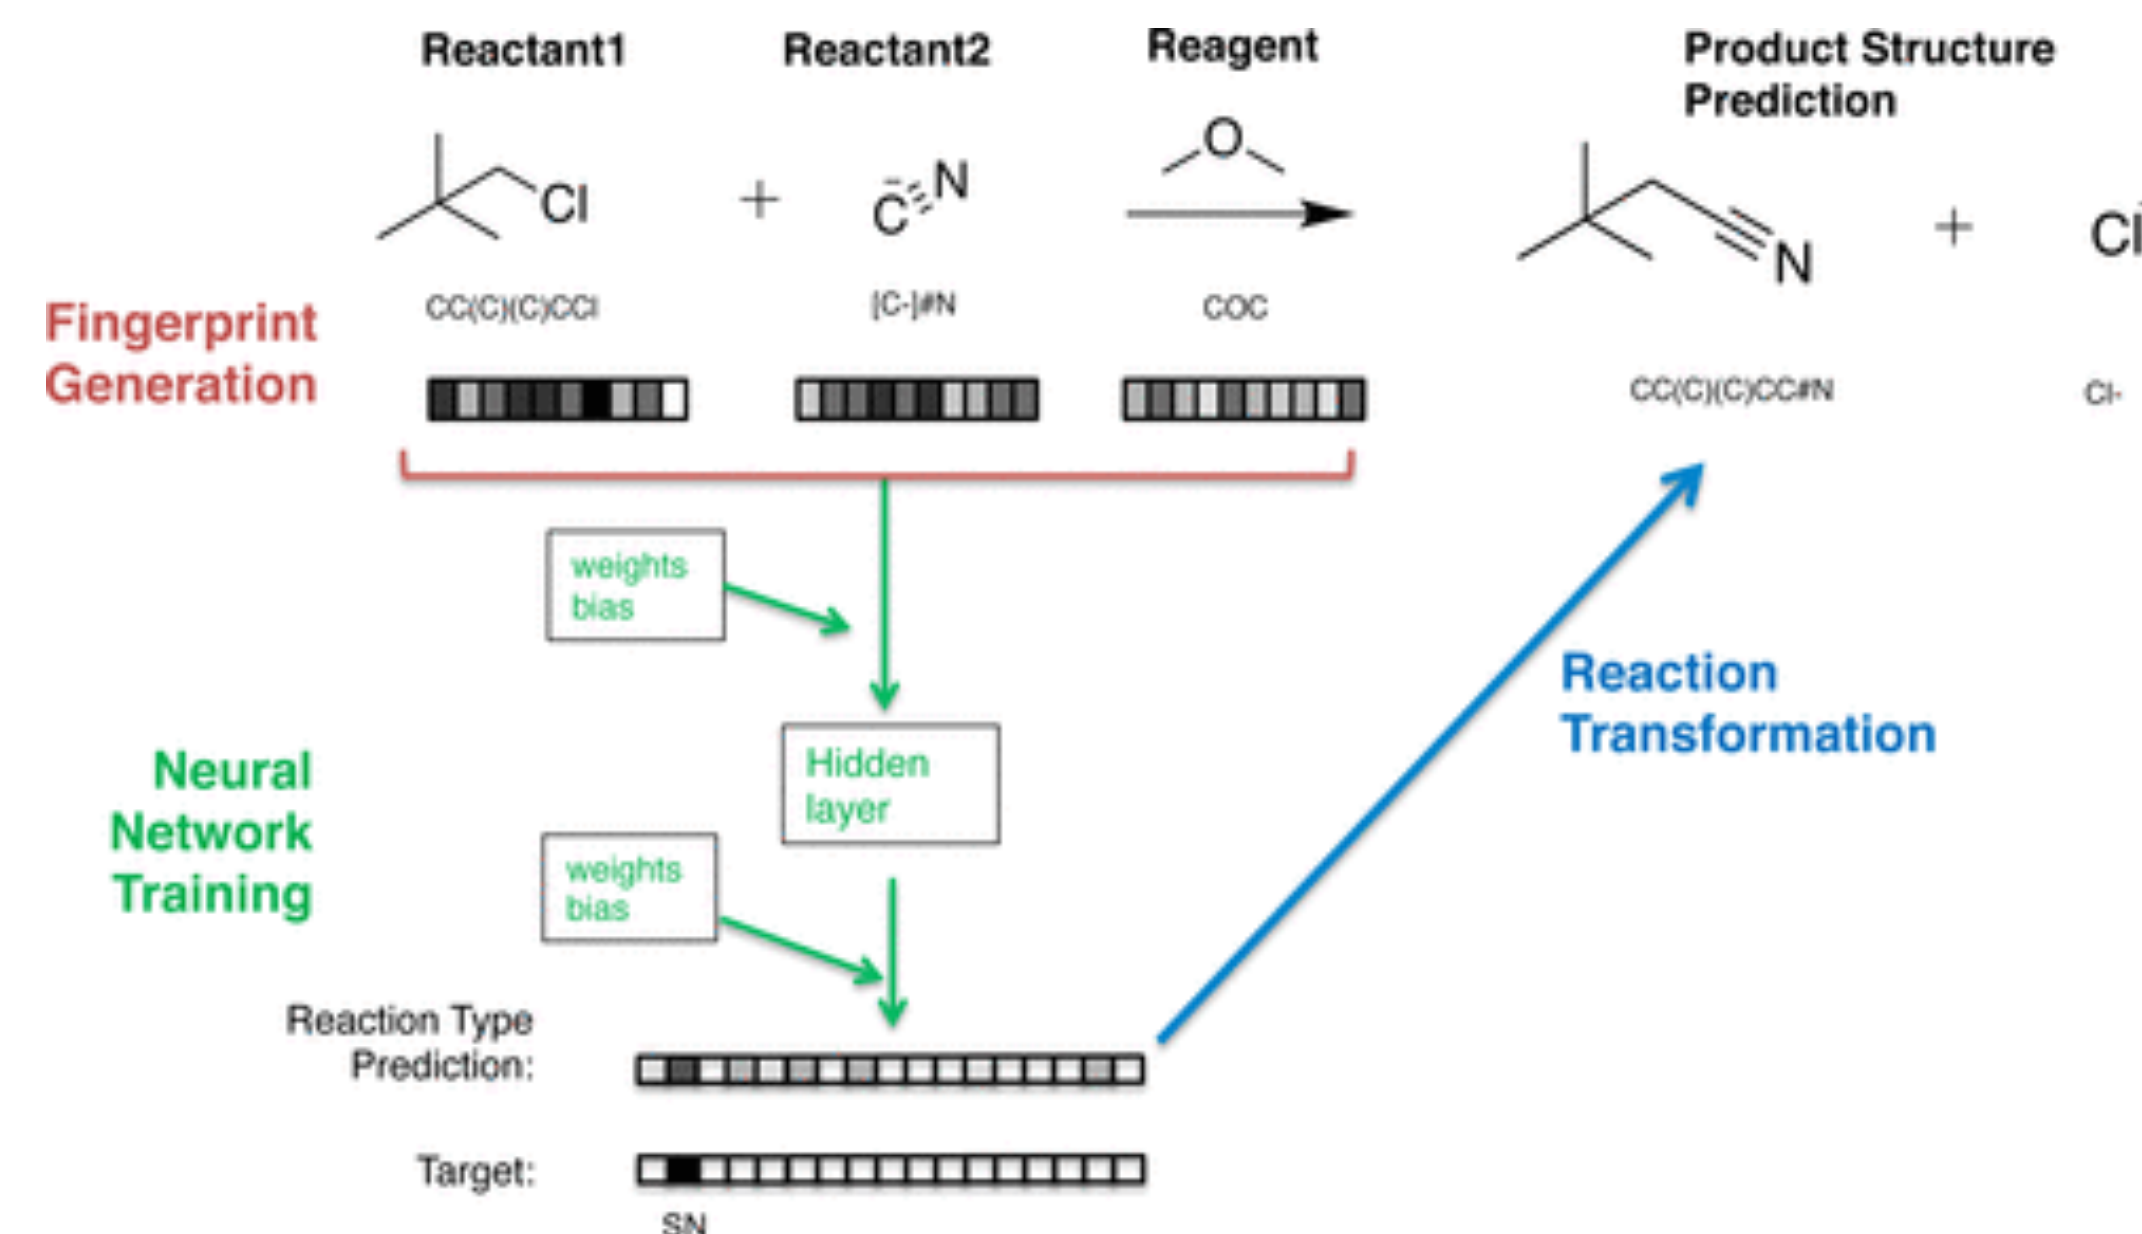 Reactant1
Reactant2
Reagent
Product Structure
Prediction
Cl
+
C
N
O
N
+
Cl
Fingerprint
Generation
CC(C)(C)CCl
[C-]#N
COC
CC(C)(C)CC#N
Cl-
weights
bias
Hidden
layer
Neural
Network
Training
weights
bias
Reaction
Transformation
Reaction Type
Prediction:
Target:
SN